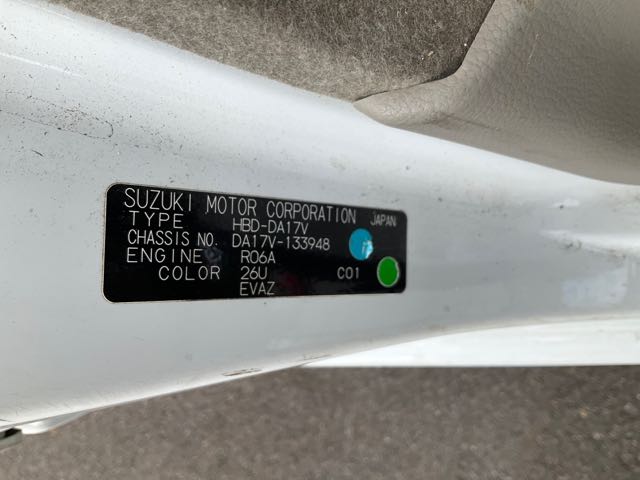 SUZUKI MOTOR CORPORATION JAPAN
TYPE HBD-DA17V
CHASSIS NO. DA17V-133948
ENGINE R06A
COLOR 26U C01
EVAZ